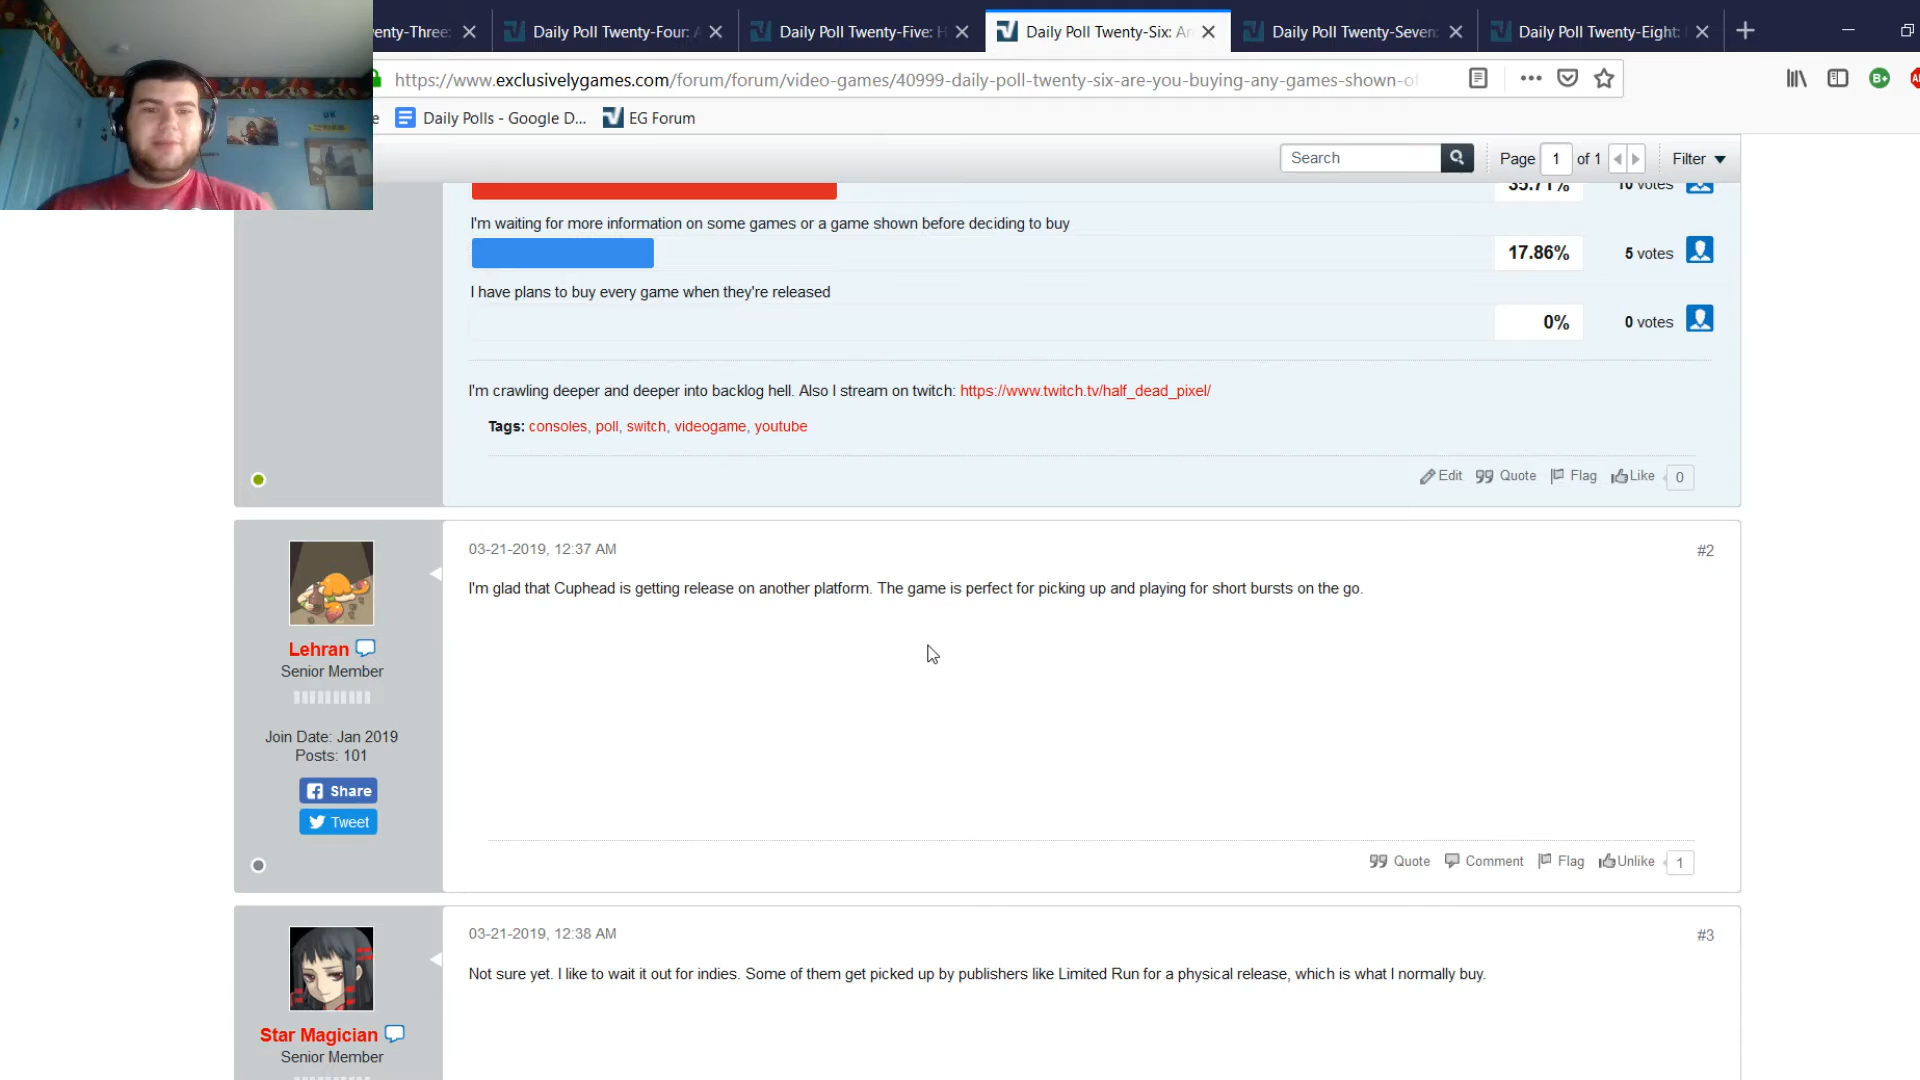 enty-Three:
Daily Poll Twenty-Four: A
Daily Poll Twenty-Five: H
Daily Poll Twenty-Six: Ar
Daily Poll Twenty-Seven:
Daily Poll Twenty-Eight:
https://www.exclusivelygames.com/forum/forum/video-games/40999-daily-poll-twenty-six-are-you-buying-any-games-shown-of
B+
e Daily Polls - Google D... EG Forum
Search Page 1 of 1 Filter
35.71% 10 votes
I'm waiting for more information on some games or a game shown before deciding to buy
17.86% 5 votes
I have plans to buy every game when they're released
0% 0 votes
I'm crawling deeper and deeper into backlog hell. Also I stream on twitch: https://www.twitch.tv/half_dead_pixel/
Tags: consoles, poll, switch, videogame, youtube
Edit Quote Flag Like 0
03-21-2019, 12:37 AM #2
I'm glad that Cuphead is getting release on another platform. The game is perfect for picking up and playing for short bursts on the go.
Lehran
Senior Member
Join Date: Jan 2019
Posts: 101
Share
Tweet
Quote Comment Flag Unlike 1
03-21-2019, 12:38 AM #3
Not sure yet. I like to wait it out for indies. Some of them get picked up by publishers like Limited Run for a physical release, which is what I normally buy.
Star Magician
Senior Member